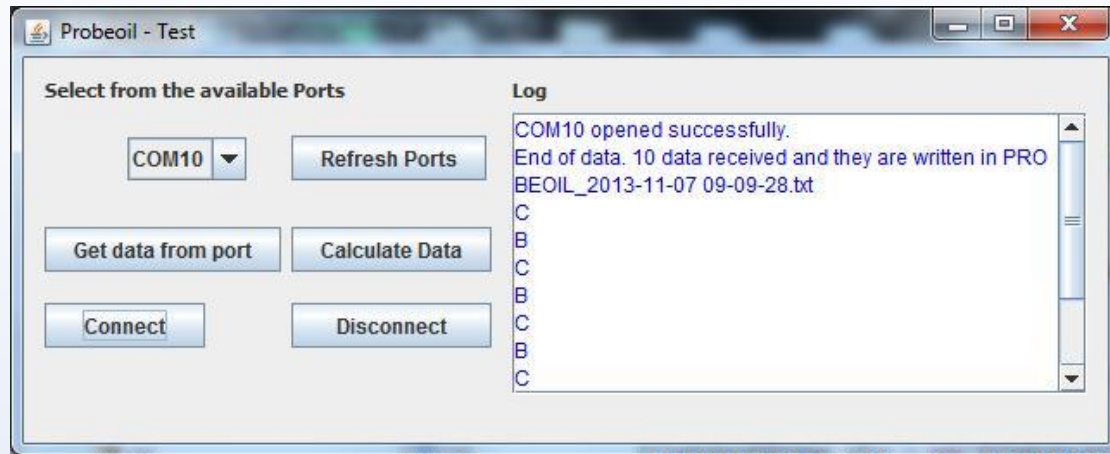 Probeoil - Test
Select from the available Ports
COM10
Refresh Ports
Get data from port
Calculate Data
Connect
Disconnect
Log
COM10 opened successfully.
End of data. 10 data received and they are written in PRO
BEOIL_2013-11-07 09-09-28.txt
C
B
C
B
C
B
C